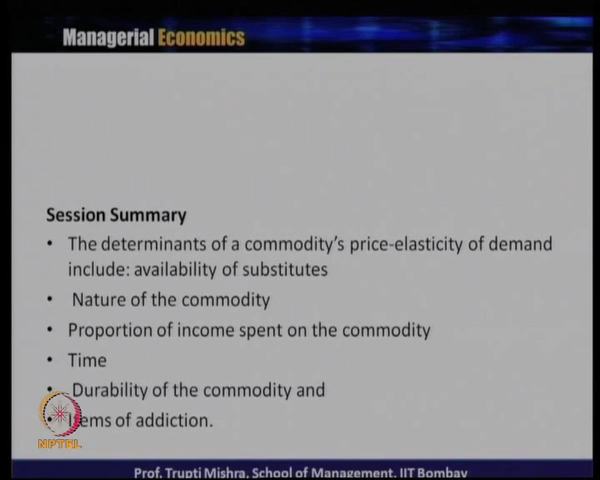 Managerial Economics
Session Summary
• The determinants of a commodity's price-elasticity of demand
include: availability of substitutes
• Nature of the commodity
• Proportion of income spent on the commodity
• Time
• Durability of the commodity and
• Items of addiction.
NPTEL
Prof. Trupti Mishra, School of Management, IIT Bombay